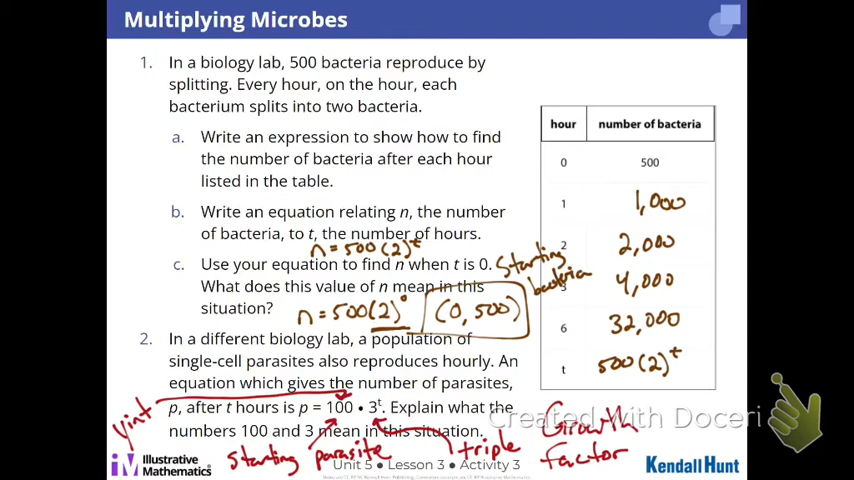 Multiplying Microbes
1. In a biology lab, 500 bacteria reproduce by
splitting. Every hour, on the hour, each
bacterium splits into two bacteria.
a. Write an expression to show how to find
the number of bacteria after each hour
listed in the table.
b. Write an equation relating n, the number
of bacteria, to t, the number of hours.
n = 500(2)^t
c. Use your equation to find n when t is 0.
What does this value of n mean in this
situation?
n = 500(2)^0 (0, 500)
Starting
bacteria
2. In a different biology lab, a population of
single-cell parasites also reproduces hourly. An
equation which gives the number of parasites,
p, after t hours is p = 100 • 3^t. Explain what the
numbers 100 and 3 mean in this situation.
yint
starting parasite
triple
Growth
factor
hour number of bacteria
0 500
1 1,000
2 2,000
3 4,000
6 32,000
t 500(2)^t
Created with Doceri
Illustrative
Mathematics®
Unit 5 • Lesson 3 • Activity 3
Kendall Hunt